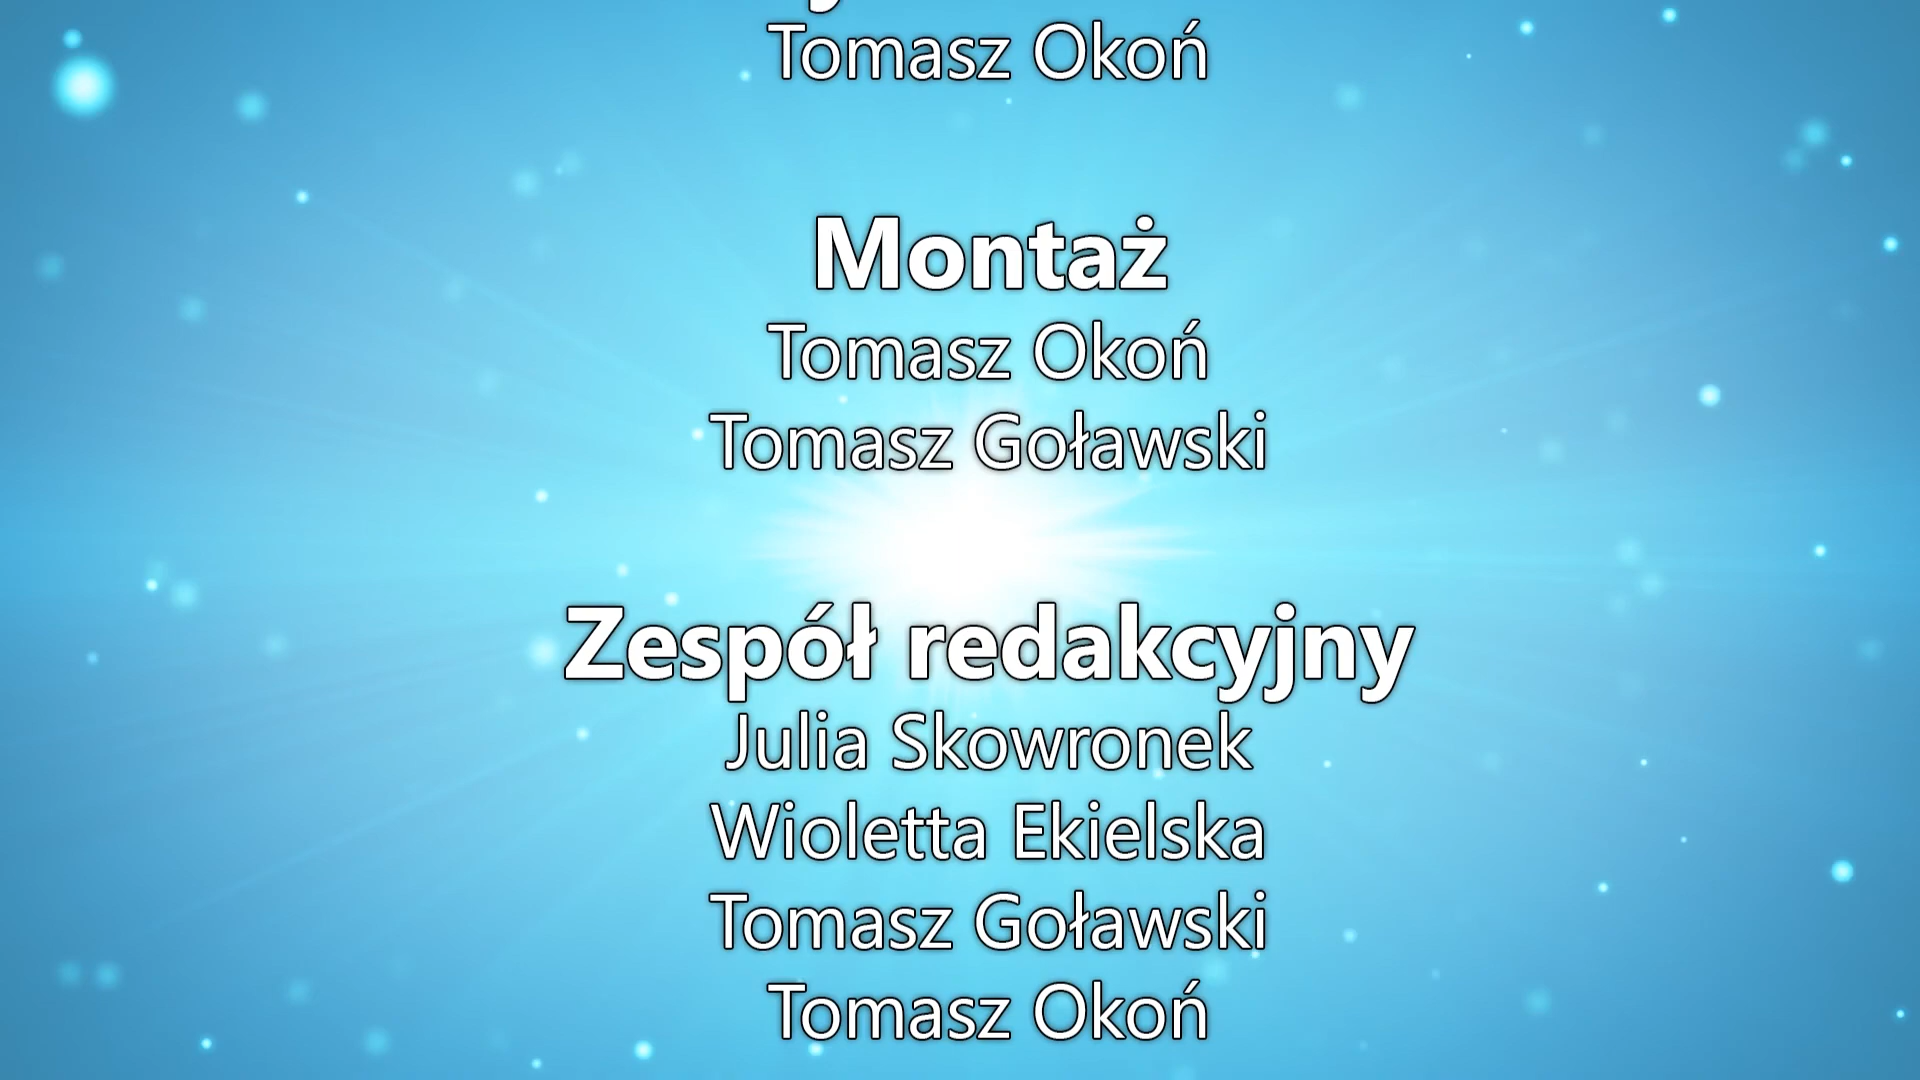 Tomasz Okoń
Montaż
Tomasz Okoń
Tomasz Goławski
Zespół redakcyjny
Julia Skowronek
Wioletta Ekielska
Tomasz Goławski
Tomasz Okoń